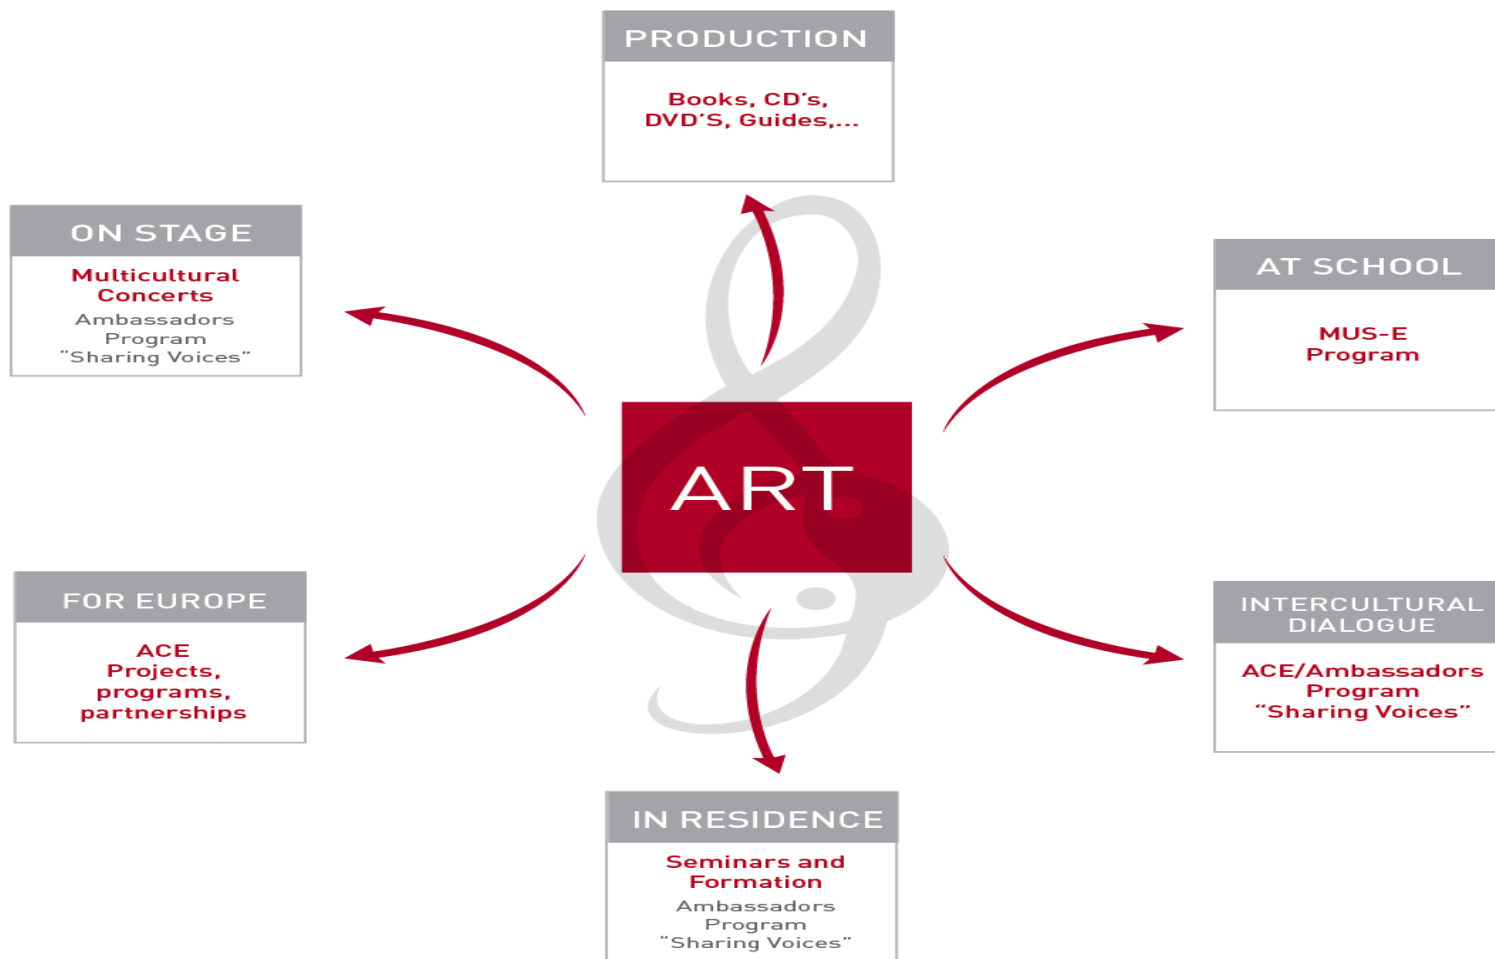 PRODUCTION
Books, CD's,
DVD'S, Guides,...
ON STAGE
Multicultural
Concerts
Ambassadors
Program
“Sharing Voices”
AT SCHOOL
MUS-E
Program
ART
FOR EUROPE
ACE
Projects,
programs,
partnerships
INTERCULTURAL
DIALOGUE
ACE/Ambassadors
Program
“Sharing Voices”
IN RESIDENCE
Seminars and
Formation
Ambassadors
Program
“Sharing Voices”